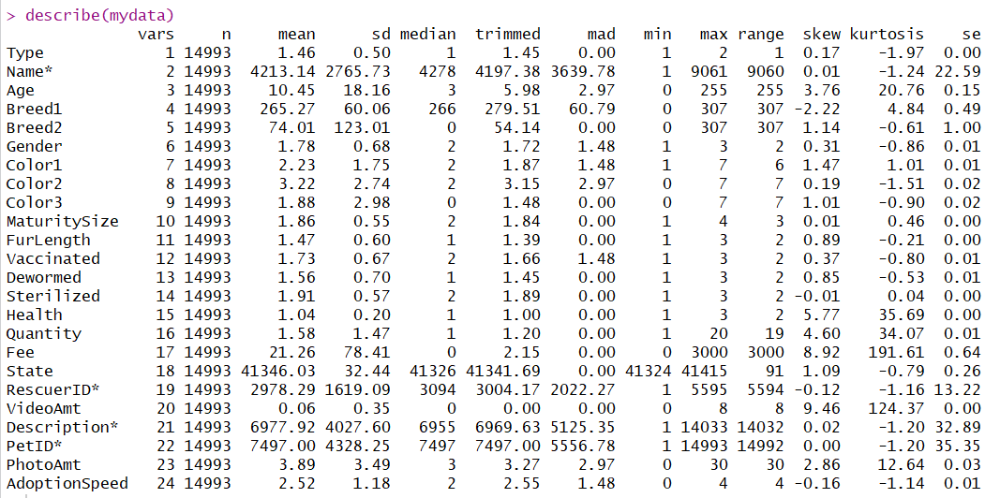 > describe(mydata)
vars n mean sd median trimmed mad min max range skew kurtosis se
Type 1 14993 1.46 0.50 1 1.45 0.00 1 2 1 0.17 -1.97 0.00
Name* 2 14993 4213.14 2765.73 4278 4197.38 3639.78 1 9061 9060 0.01 -1.24 22.59
Age 3 14993 10.45 18.16 3 5.98 2.97 0 255 255 3.76 20.76 0.15
Breed1 4 14993 265.27 60.06 266 279.51 60.79 0 307 307 -2.22 4.84 0.49
Breed2 5 14993 74.01 123.01 0 54.14 0.00 0 307 307 1.14 -0.61 1.00
Gender 6 14993 1.78 0.68 2 1.72 1.48 1 3 2 0.31 -0.86 0.01
Color1 7 14993 2.23 1.75 2 1.87 1.48 1 7 6 1.47 1.01 0.01
Color2 8 14993 3.22 2.74 2 3.15 2.97 0 7 7 0.19 -1.51 0.02
Color3 9 14993 1.88 2.98 0 1.48 0.00 0 7 7 1.01 -0.90 0.02
MaturitySize 10 14993 1.86 0.55 2 1.84 0.00 1 4 3 0.01 0.46 0.00
FurLength 11 14993 1.47 0.60 1 1.39 0.00 1 3 2 0.89 -0.21 0.00
Vaccinated 12 14993 1.73 0.67 2 1.66 1.48 1 3 2 0.37 -0.80 0.01
Dewormed 13 14993 1.56 0.70 1 1.45 0.00 1 3 2 0.85 -0.53 0.01
Sterilized 14 14993 1.91 0.57 2 1.89 0.00 1 3 2 -0.01 0.04 0.00
Health 15 14993 1.04 0.20 1 1.00 0.00 1 3 2 5.77 35.69 0.00
Quantity 16 14993 1.58 1.47 1 1.20 0.00 1 20 19 4.60 34.07 0.01
Fee 17 14993 21.26 78.41 0 2.15 0.00 0 3000 3000 8.92 191.61 0.64
State 18 14993 41346.03 32.44 41326 41341.69 0.00 41324 41415 91 1.09 -0.79 0.26
RescuerID* 19 14993 2978.29 1619.09 3094 3004.17 2022.27 1 5595 5594 -0.12 -1.16 13.22
VideoAmt 20 14993 0.06 0.35 0 0.00 0.00 0 8 8 9.46 124.37 0.00
Description* 21 14993 6977.92 4027.60 6955 6969.63 5125.35 1 14033 14032 0.02 -1.20 32.89
PetID* 22 14993 7497.00 4328.25 7497 7497.00 5556.78 1 14993 14992 0.00 -1.20 35.35
PhotoAmt 23 14993 3.89 3.49 3 3.27 2.97 0 30 30 2.86 12.64 0.03
AdoptionSpeed 24 14993 2.52 1.18 2 2.55 1.48 0 4 4 -0.16 -1.14 0.01